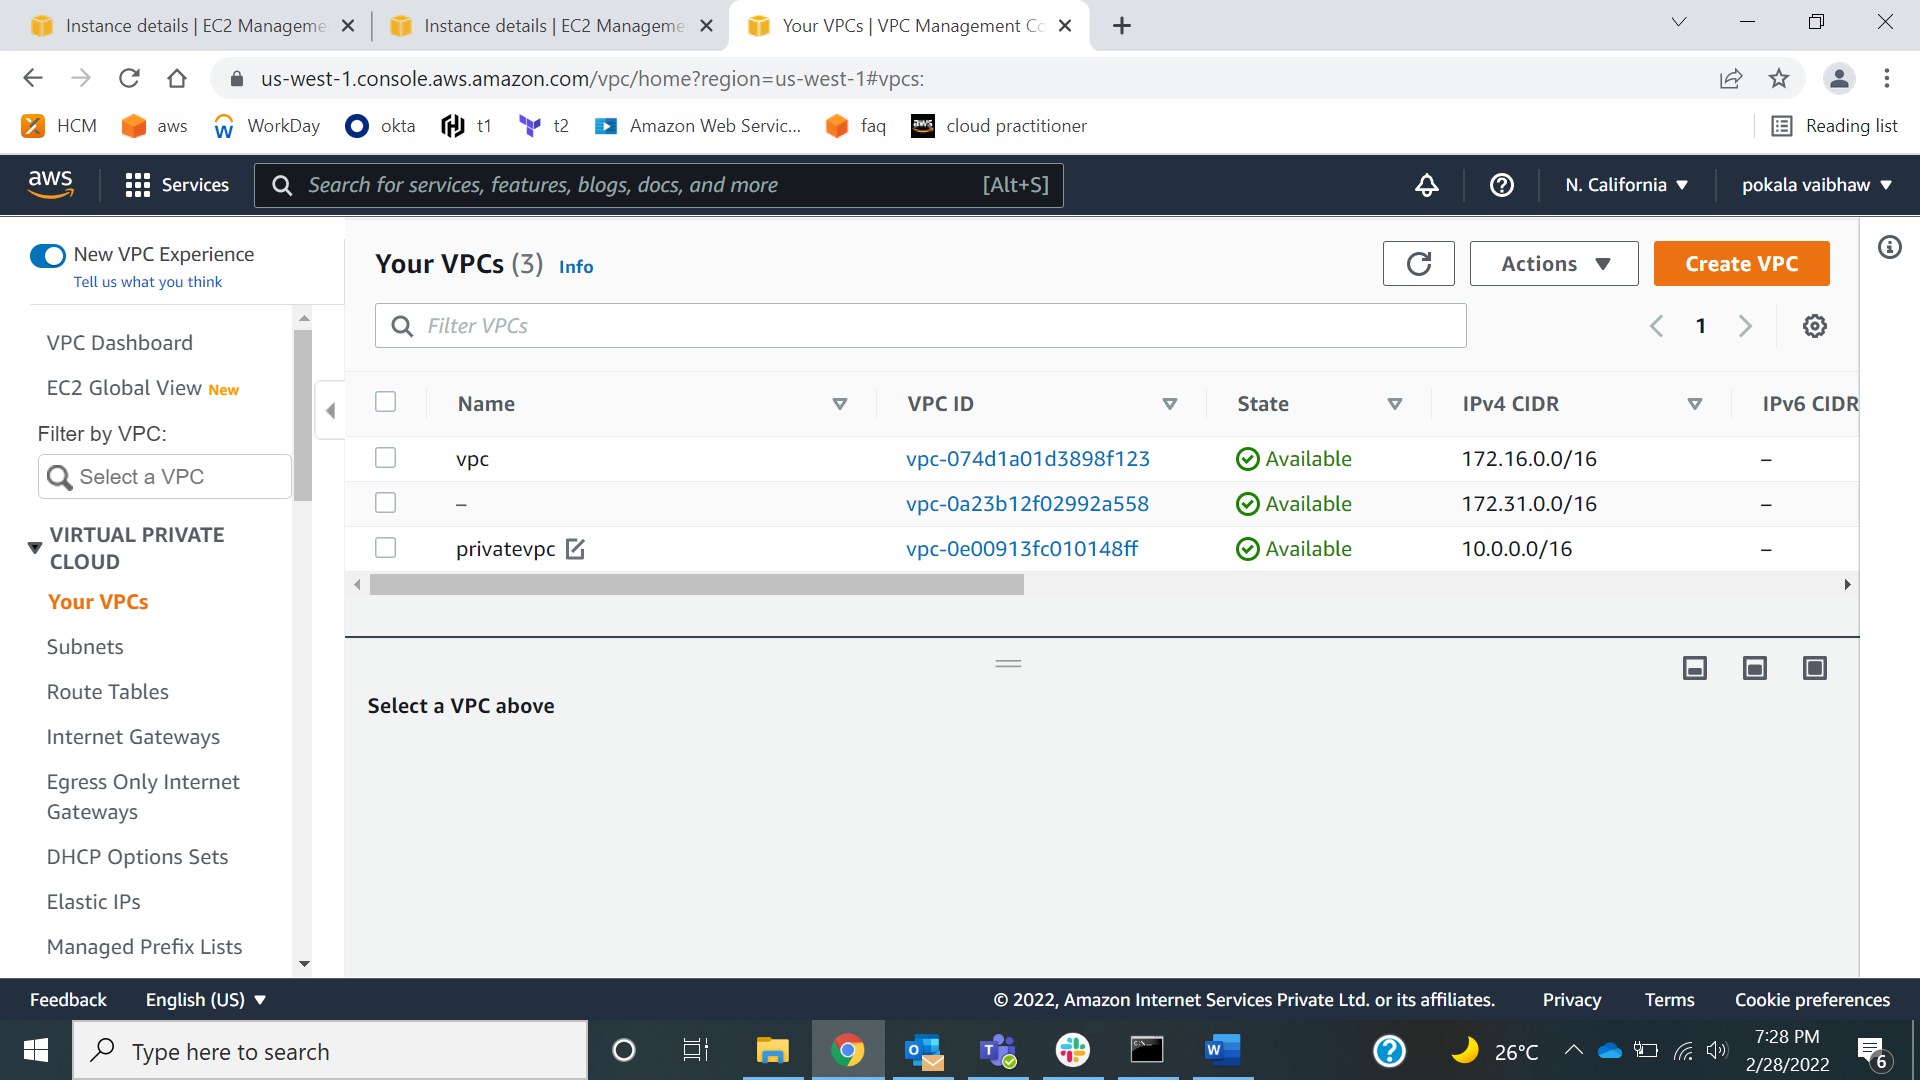 Instance details | EC2 Manageme
Instance details | EC2 Manageme
Your VPCs | VPC Management Co
us-west-1.console.aws.amazon.com/vpc/home?region=us-west-1#vpcs:
HCM aws WorkDay okta t1 t2 Amazon Web Servic... faq cloud practitioner Reading list
aws Services Search for services, features, blogs, docs, and more [Alt+S] N. California pokala vaibhaw
New VPC Experience
Tell us what you think
VPC Dashboard
EC2 Global View New
Filter by VPC:
Select a VPC
VIRTUAL PRIVATE
CLOUD
Your VPCs
Subnets
Route Tables
Internet Gateways
Egress Only Internet
Gateways
DHCP Options Sets
Elastic IPs
Managed Prefix Lists
Your VPCs (3) Info
Actions
Create VPC
Filter VPCs
1
Name VPC ID State IPv4 CIDR IPv6 CIDR
vpc vpc-074d1a01d3898f123 Available 172.16.0.0/16 –
– vpc-0a23b12f02992a558 Available 172.31.0.0/16 –
privatevpc vpc-0e00913fc010148ff Available 10.0.0.0/16 –
Select a VPC above
Feedback English (US) © 2022, Amazon Internet Services Private Ltd. or its affiliates. Privacy Terms Cookie preferences
Type here to search
26°C
7:28 PM
2/28/2022
6